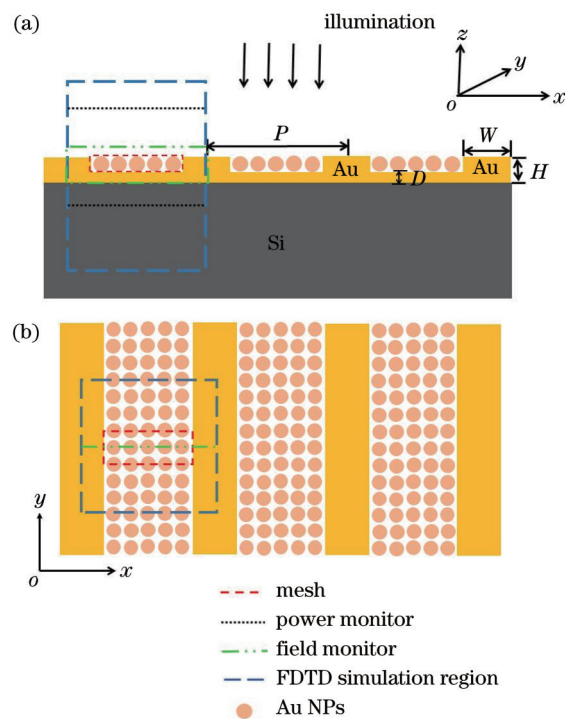 (a)
illumination
z
y
x
o
P
W
Au
Au
D
H
Si
(b)
y
o
x
mesh
power monitor
field monitor
FDTD simulation region
Au NPs